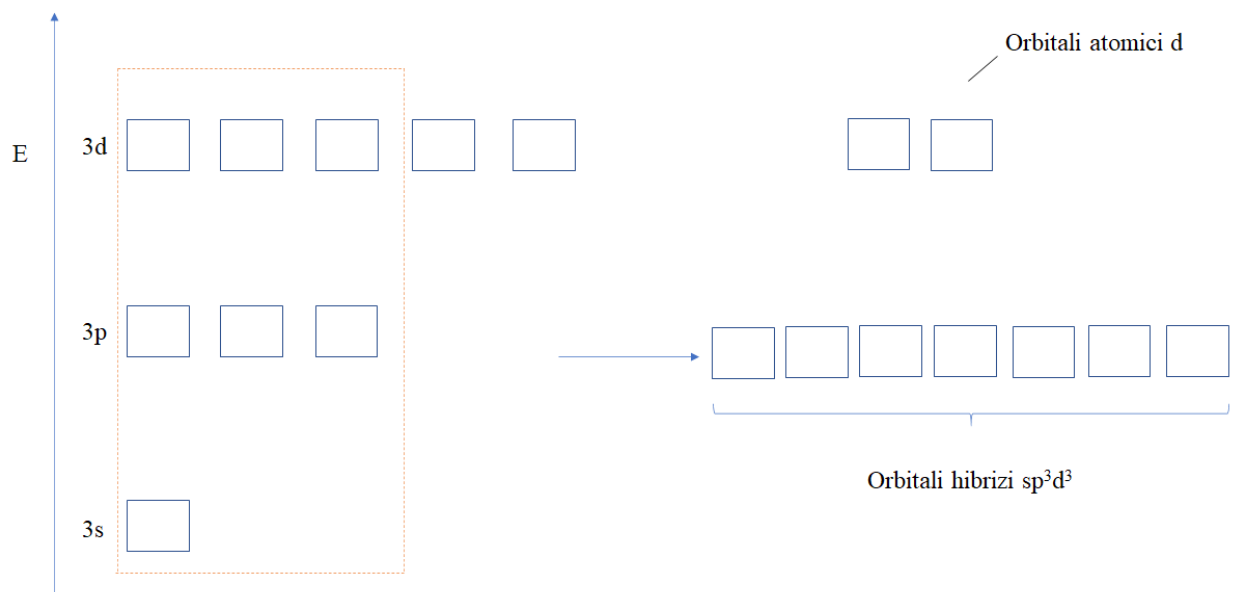 Orbitali atomici d
E
3d
3p
3s
Orbitali hibrizi sp³d³